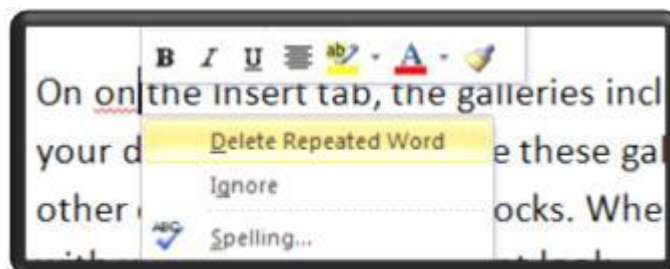 B I U ab A
On on the Insert tab, the galleries incl
your d Delete Repeated Word e these gal
Ignore
other ocks. Whe
ABC Spelling...